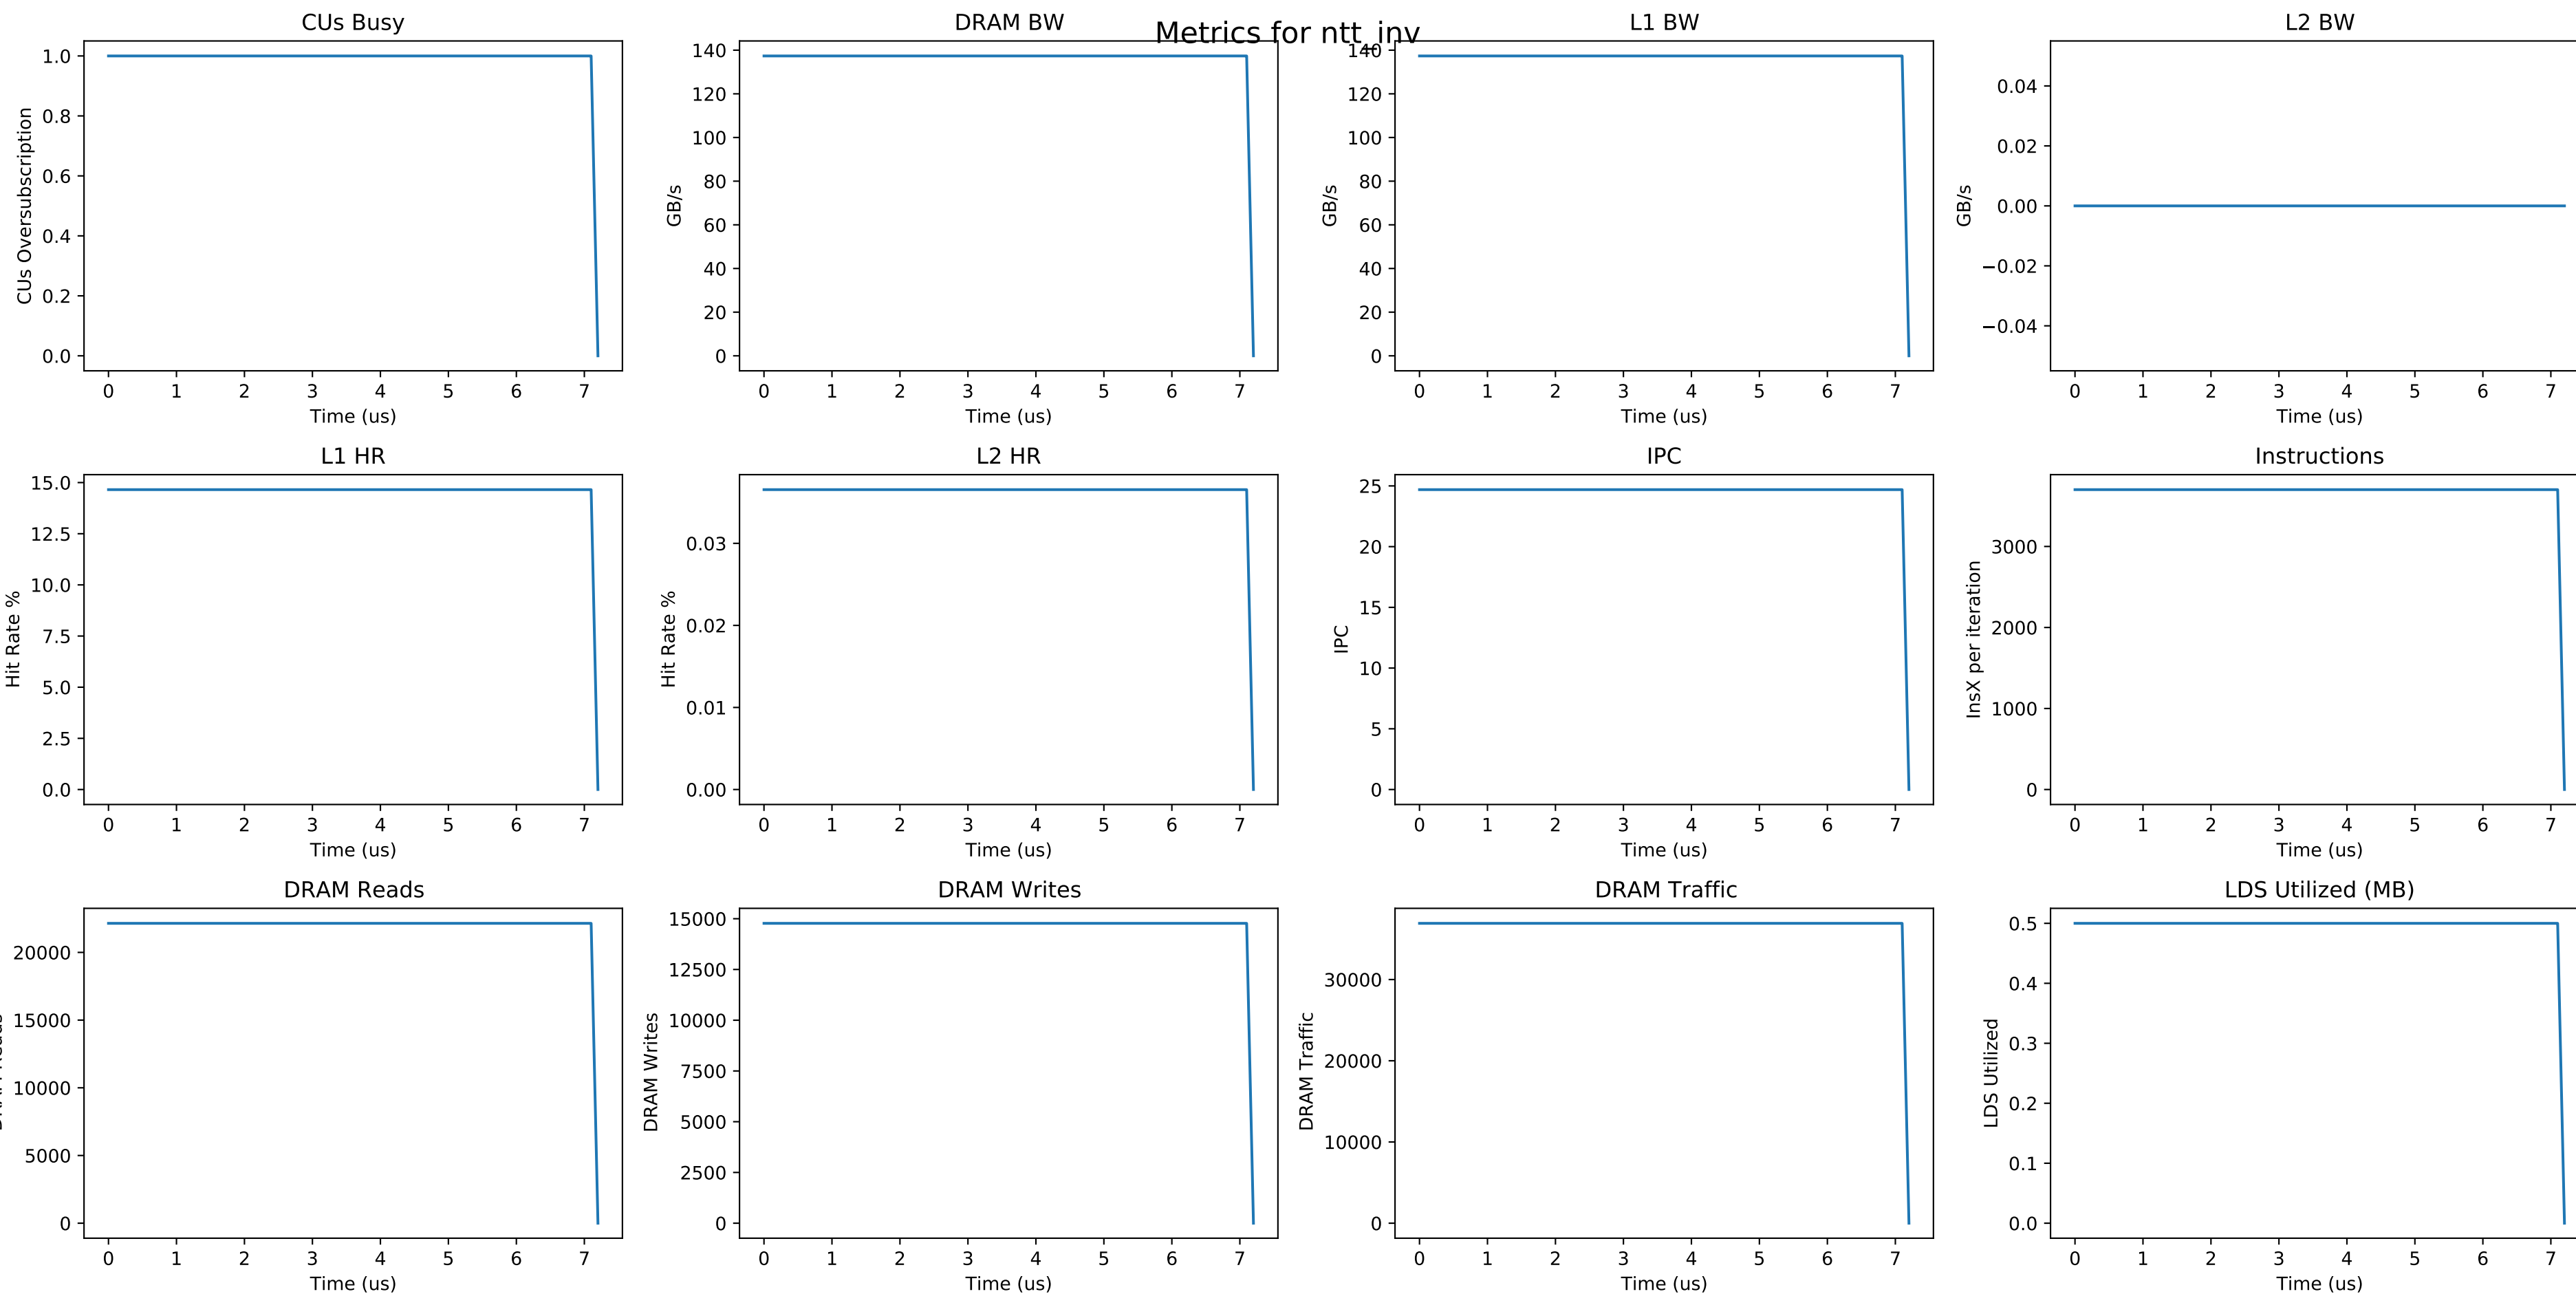 Metrics for ntt_inv
CUs Busy
CUs Oversubscription
1.0
0.8
0.6
0.4
0.2
0.0
0 1 2 3 4 5 6 7
Time (us)
DRAM BW
GB/s
140
120
100
80
60
40
20
0
0 1 2 3 4 5 6 7
Time (us)
L1 BW
GB/s
140
120
100
80
60
40
20
0
0 1 2 3 4 5 6 7
Time (us)
L2 BW
GB/s
0.04
0.02
0.00
−0.02
−0.04
0 1 2 3 4 5 6 7
Time (us)
L1 HR
Hit Rate %
15.0
12.5
10.0
7.5
5.0
2.5
0.0
0 1 2 3 4 5 6 7
Time (us)
L2 HR
Hit Rate %
0.03
0.02
0.01
0.00
0 1 2 3 4 5 6 7
Time (us)
IPC
IPC
25
20
15
10
5
0
0 1 2 3 4 5 6 7
Time (us)
Instructions
InsX per iteration
3000
2000
1000
0
0 1 2 3 4 5 6 7
Time (us)
DRAM Reads
20000
15000
10000
5000
0
0 1 2 3 4 5 6 7
Time (us)
DRAM Writes
DRAM Writes
15000
12500
10000
7500
5000
2500
0
0 1 2 3 4 5 6 7
Time (us)
DRAM Traffic
DRAM Traffic
30000
20000
10000
0
0 1 2 3 4 5 6 7
Time (us)
LDS Utilized (MB)
LDS Utilized
0.5
0.4
0.3
0.2
0.1
0.0
0 1 2 3 4 5 6 7
Time (us)